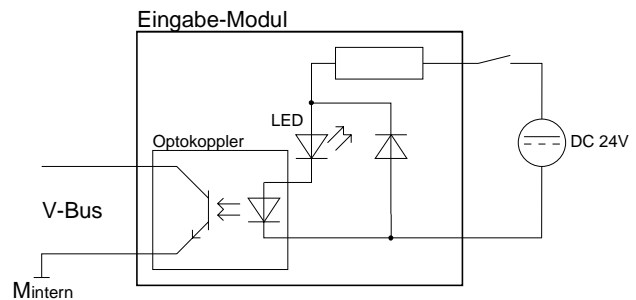 Eingabe-Modul
LED
Optokoppler
DC 24V
V-Bus
Mintern